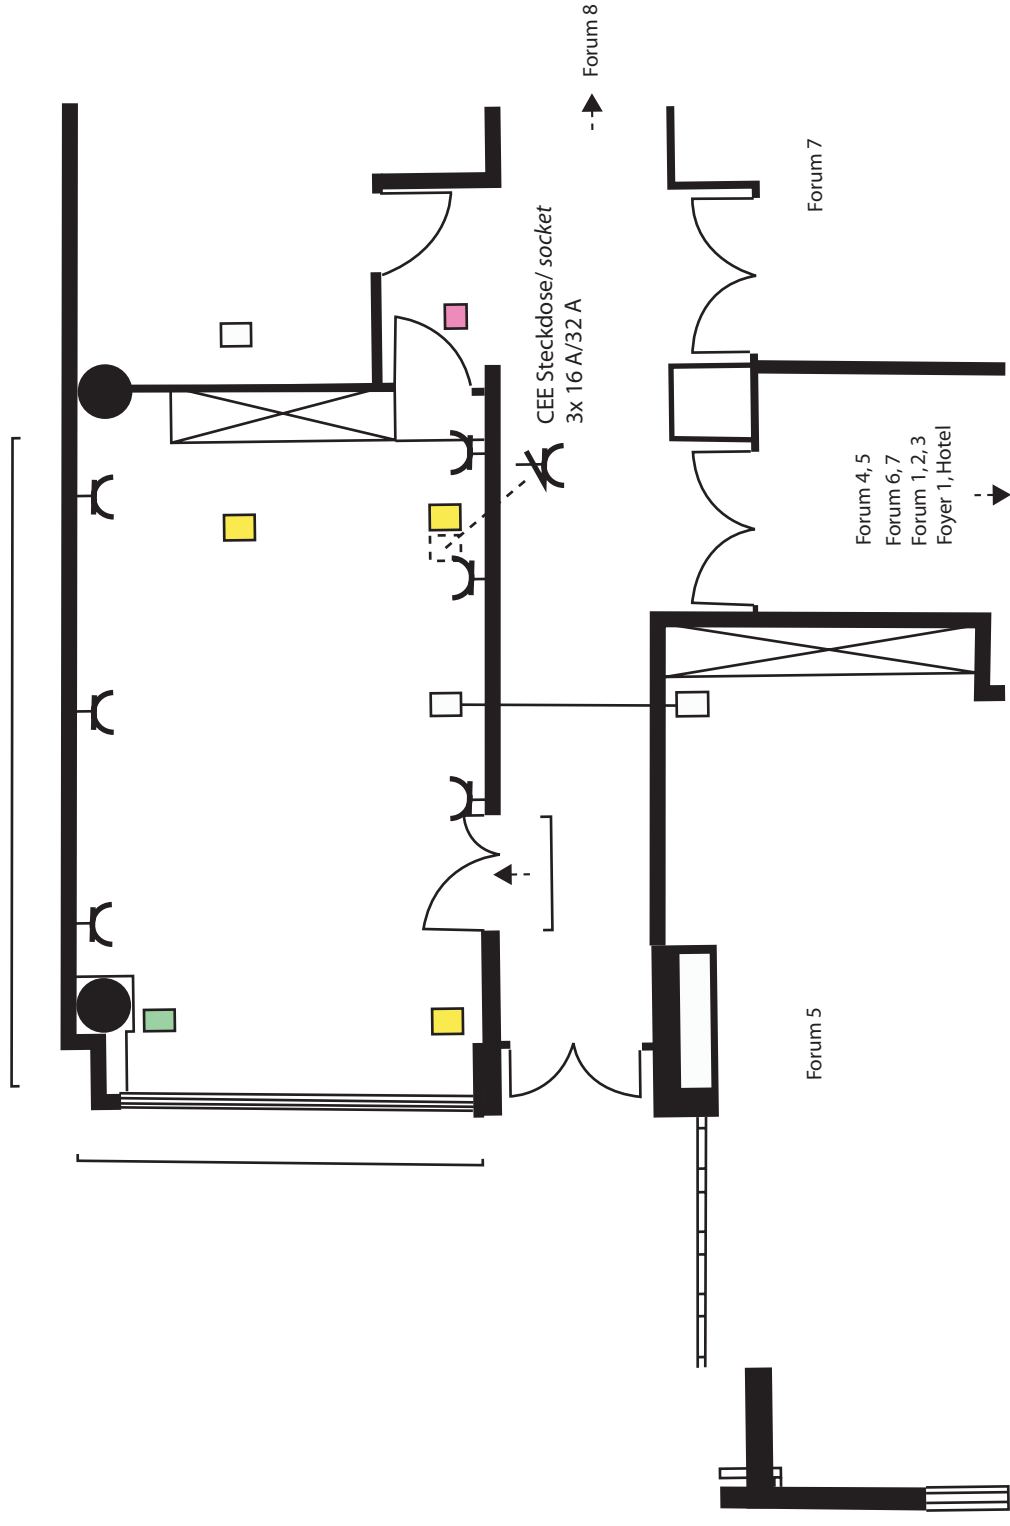 Forum 8
Forum 7
CEE Steckdose/ socket
3x 16 A/32 A
Forum 4, 5
Forum 6, 7
Forum 1, 2, 3
Foyer 1, Hotel
Forum 5